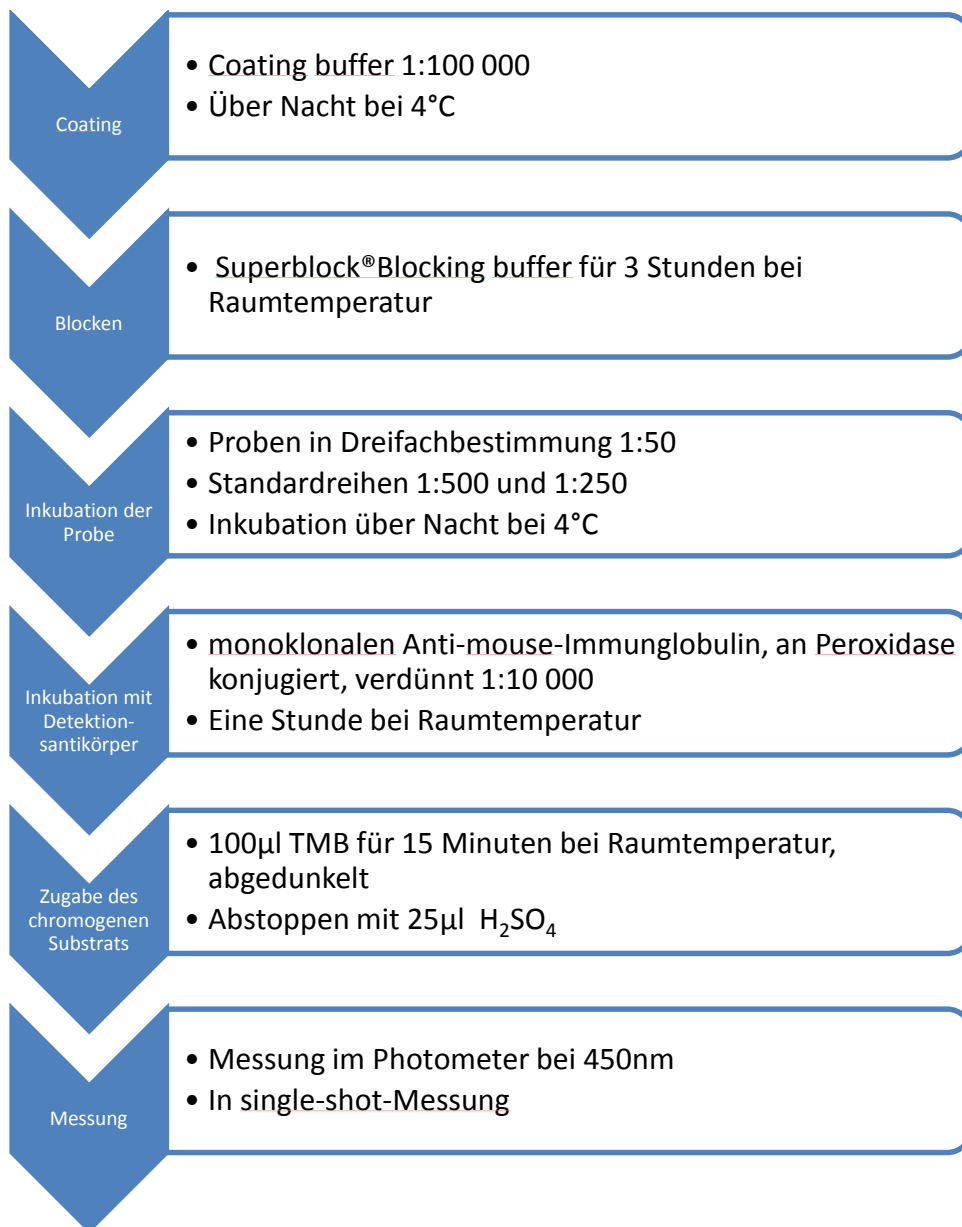 Coating
• Coating buffer 1:100 000
• Über Nacht bei 4°C
Blocken
• Superblock®Blocking buffer für 3 Stunden bei
Raumtemperatur
Inkubation der
Probe
• Proben in Dreifachbestimmung 1:50
• Standardreihen 1:500 und 1:250
• Inkubation über Nacht bei 4°C
Inkubation mit
Detektion-
santikörper
• monoklonalen Anti-mouse-Immunglobulin, an Peroxidase
konjugiert, verdünnt 1:10 000
• Eine Stunde bei Raumtemperatur
Zugabe des
chromogenen
Substrats
• 100µl TMB für 15 Minuten bei Raumtemperatur,
abgedunkelt
• Abstoppen mit 25µl H₂SO₄
Messung
• Messung im Photometer bei 450nm
• In single-shot-Messung